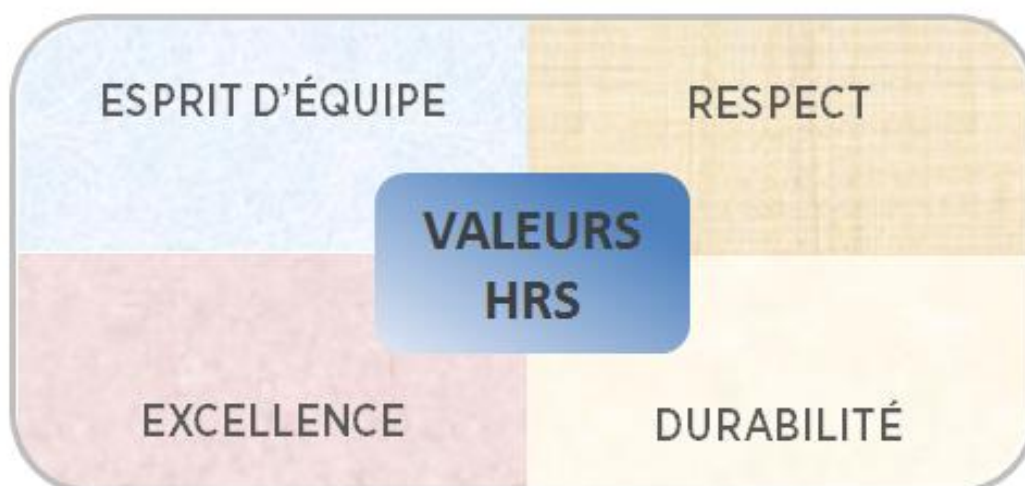 ESPRIT D’ÉQUIPE
RESPECT
VALEURS
HRS
EXCELLENCE
DURABILITÉ